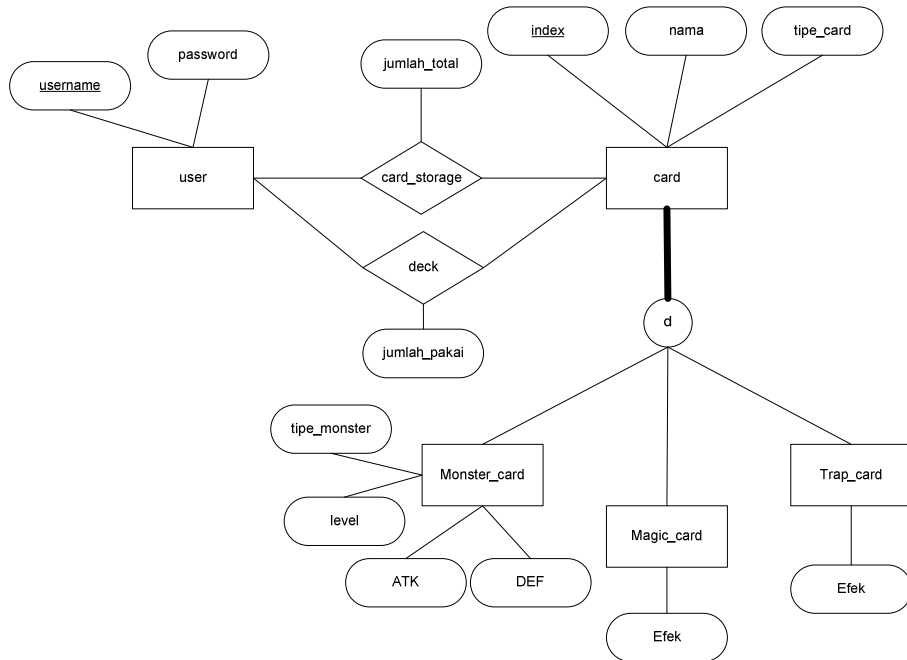 index
nama
tipe_card
password
jumlah_total
username
user
card_storage
card
deck
d
jumlah_pakai
tipe_monster
Monster_card
Trap_card
level
Magic_card
ATK
DEF
Efek
Efek